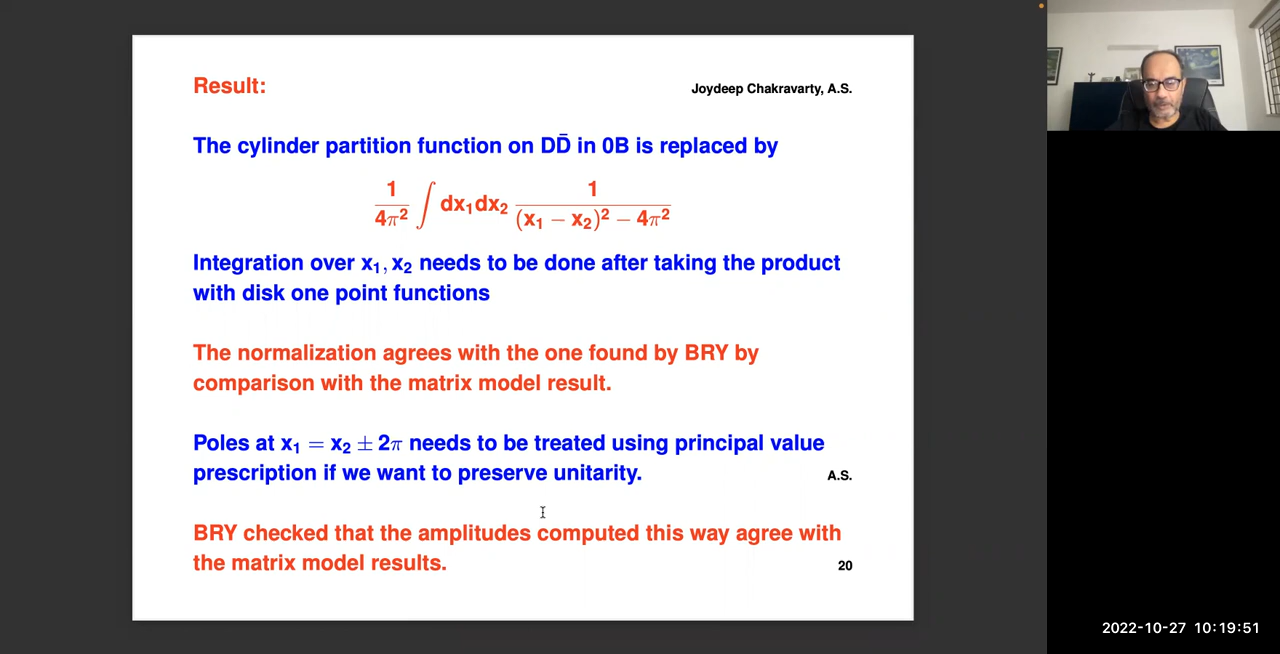 Result:
Joydeep Chakravarty, A.S.
The cylinder partition function on DD̄ in 0B is replaced by
1/4π² ∫ dx₁dx₂ 1/((x₁ − x₂)² − 4π²)
Integration over x₁, x₂ needs to be done after taking the product
with disk one point functions
The normalization agrees with the one found by BRY by
comparison with the matrix model result.
Poles at x₁ = x₂ ± 2π needs to be treated using principal value
prescription if we want to preserve unitarity.
A.S.
BRY checked that the amplitudes computed this way agree with
the matrix model results.
20
2022-10-27 10:19:51